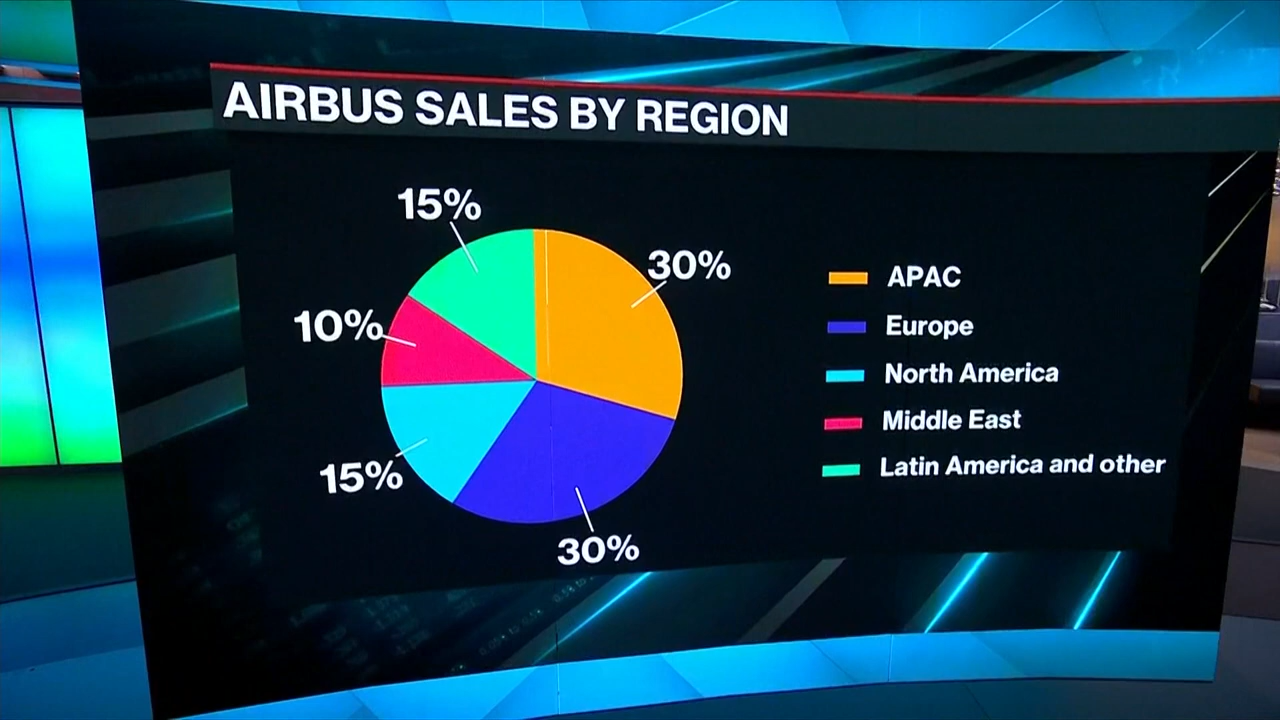 AIRBUS SALES BY REGION
15%
30%
10%
15%
30%
APAC
Europe
North America
Middle East
Latin America and other